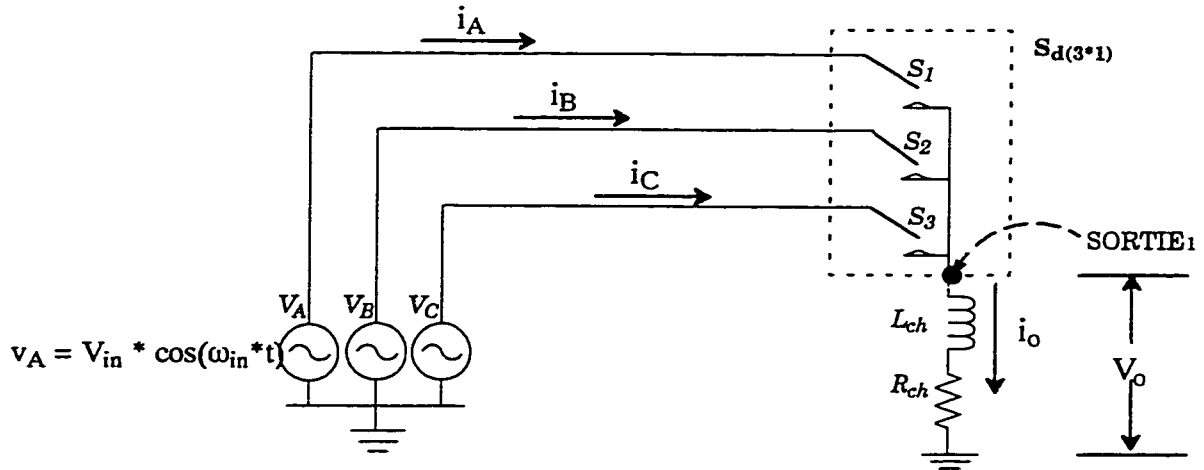 i_A
S_d(3*1)
S_1
i_B
S_2
i_C
S_3
SORTIE_1
V_A V_B V_C
L_ch
i_o
v_A = V_in * cos(ω_in*t)
R_ch
V_o